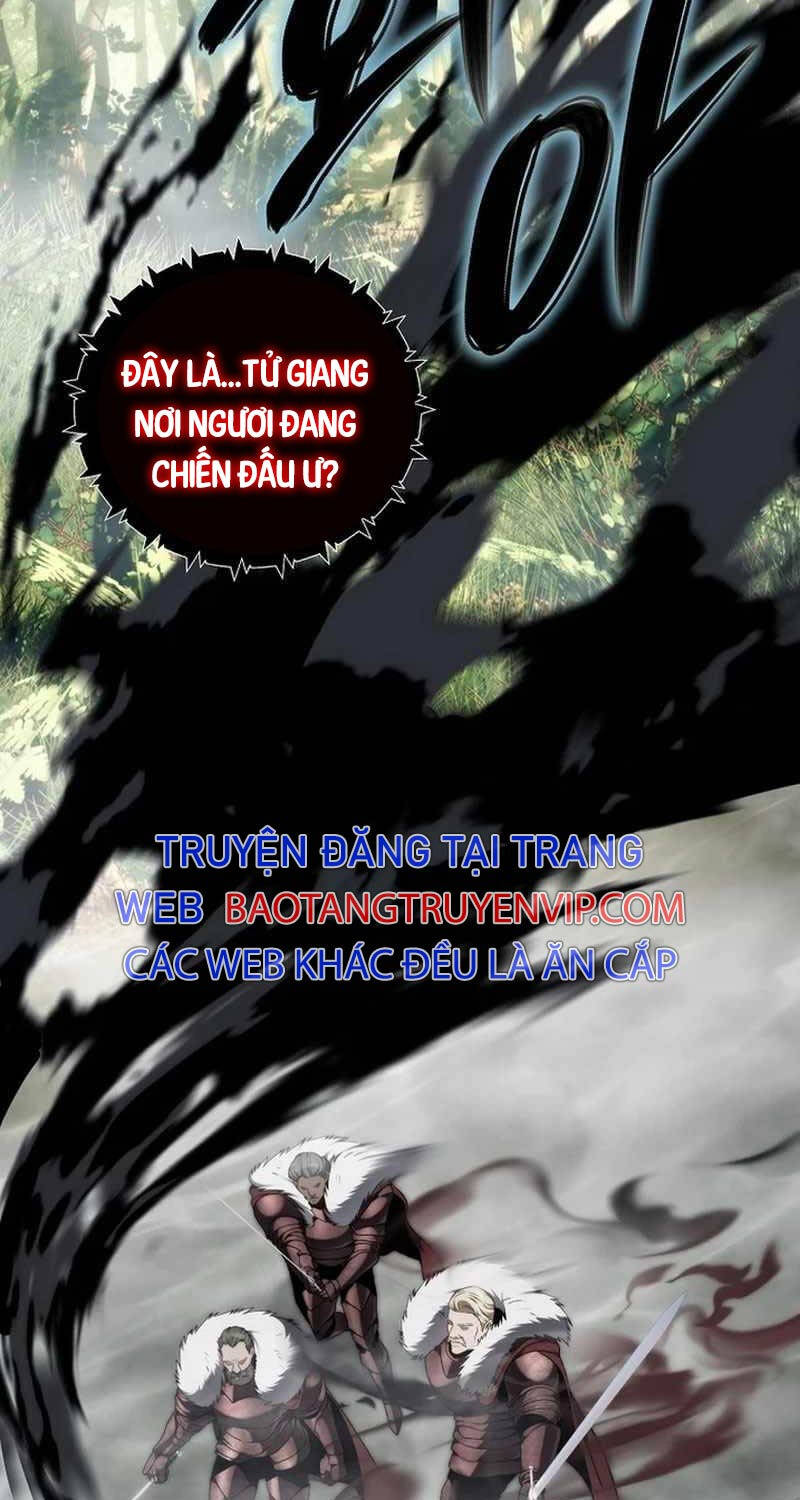 아
ĐÂY LÀ...TỬ GIANG
NƠI NGƯƠI ĐANG
CHIẾN ĐẤU Ư?
TRUYỆN ĐĂNG TẠI TRANG
WEB BAOTANGTRUYENVIP.COM
CÁC WEB KHÁC ĐỀU LÀ ĂN CẮP